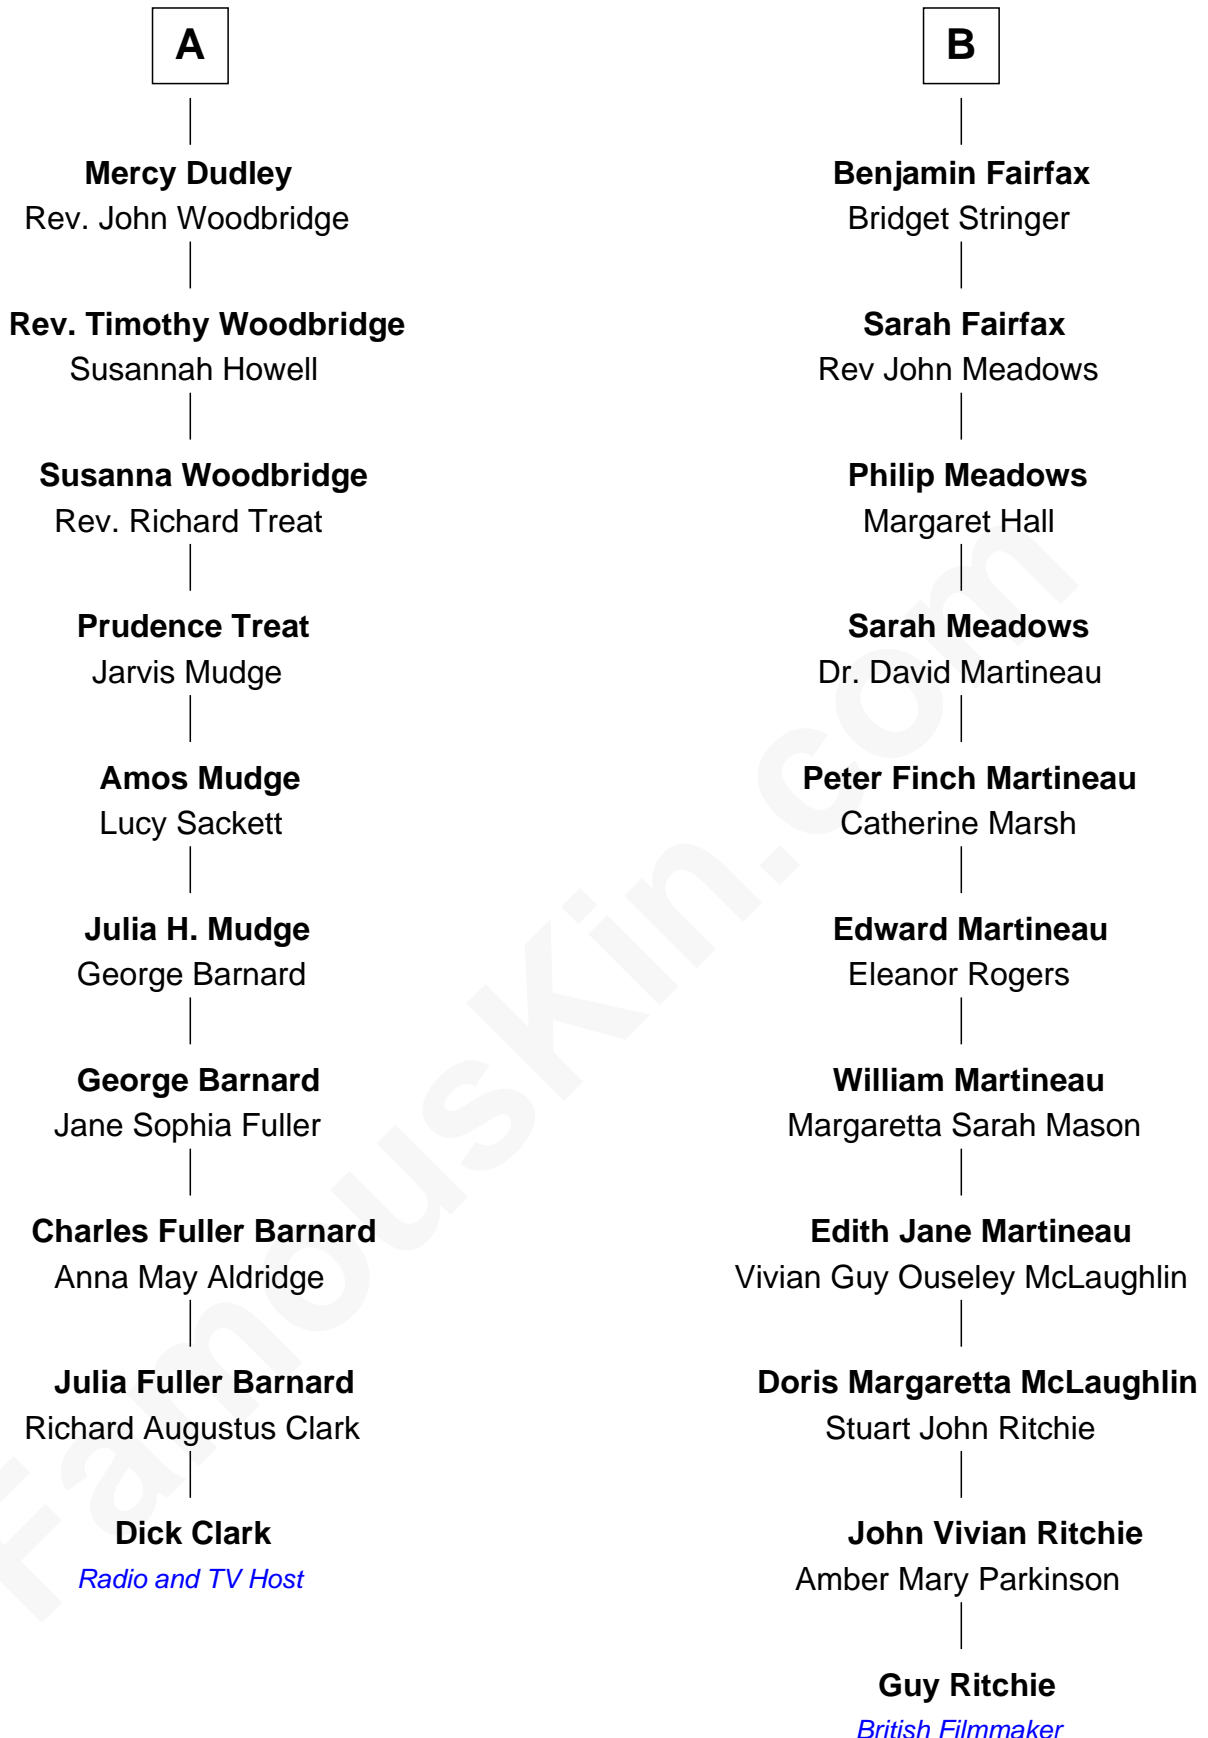 A
Mercy Dudley
Rev. John Woodbridge
Rev. Timothy Woodbridge
Susannah Howell
Susanna Woodbridge
Rev. Richard Treat
Prudence Treat
Jarvis Mudge
Amos Mudge
Lucy Sackett
Julia H. Mudge
George Barnard
George Barnard
Jane Sophia Fuller
Charles Fuller Barnard
Anna May Aldridge
Julia Fuller Barnard
Richard Augustus Clark
Dick Clark
Radio and TV Host
B
Benjamin Fairfax
Bridget Stringer
Sarah Fairfax
Rev John Meadows
Philip Meadows
Margaret Hall
Sarah Meadows
Dr. David Martineau
Peter Finch Martineau
Catherine Marsh
Edward Martineau
Eleanor Rogers
William Martineau
Margaretta Sarah Mason
Edith Jane Martineau
Vivian Guy Ouseley McLaughlin
Doris Margaretta McLaughlin
Stuart John Ritchie
John Vivian Ritchie
Amber Mary Parkinson
Guy Ritchie
British Filmmaker
FamousKin.com